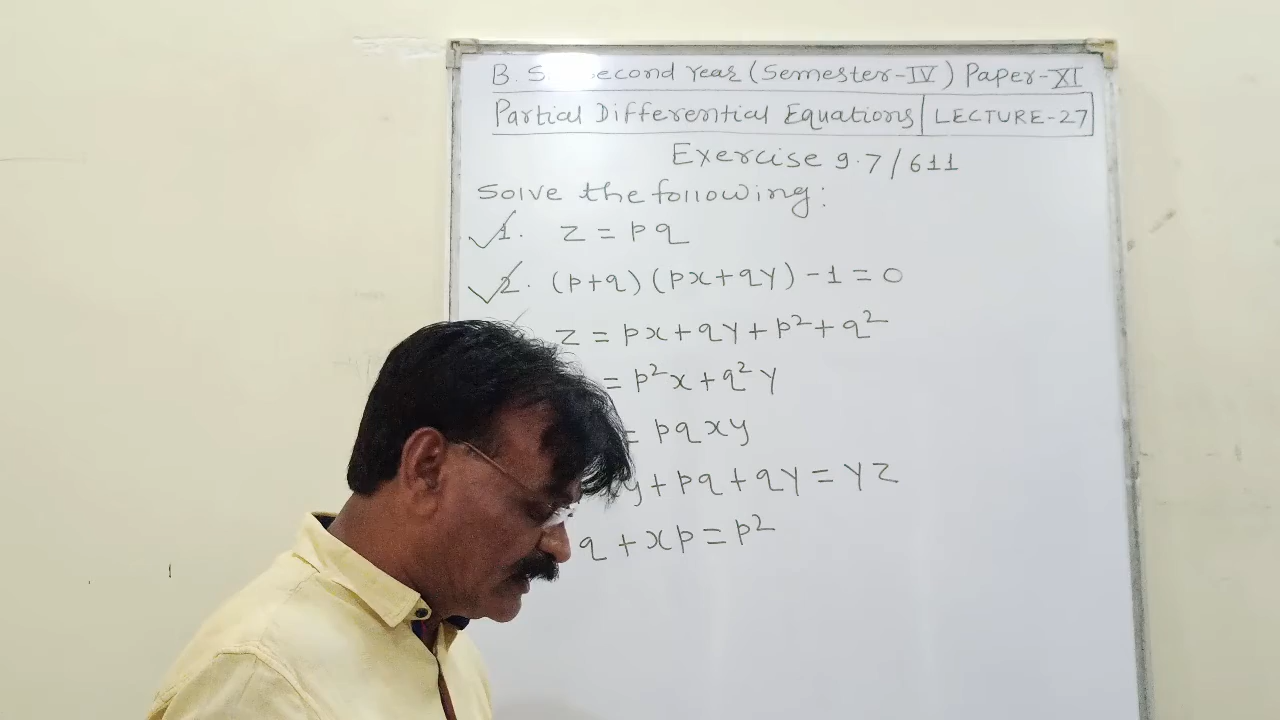 B. S econd Year (Semester-IV) Paper-XI
Partial Differential Equations LECTURE-27
Exercise 9.7/611
Solve the following:
1. z = pq
2. (p+q)(px+qy)-1=0
z = px+qy+p²+q²
= p²x+q²y
= pqxy
y+pq+qy=yz
q+xp=p²